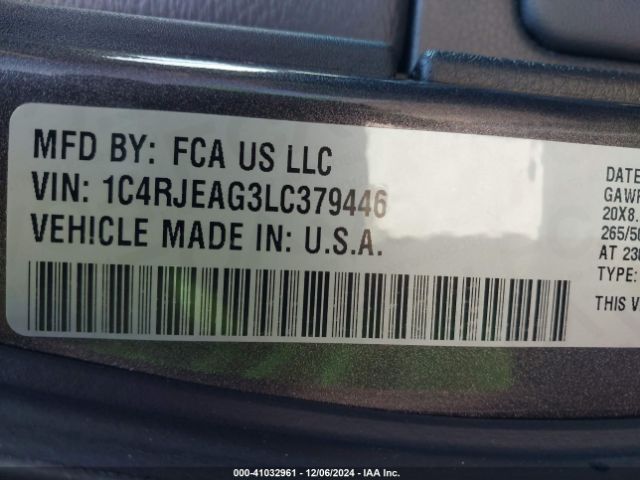 MFD BY: FCA US LLC
VIN: 1C4RJEAG3LC379446
VEHICLE MADE IN: U.S.A.
DATE
GAWR
20X8.
265/50
AT 230
TYPE:
THIS V
000-41032961 - 12/06/2024 - IAA Inc.